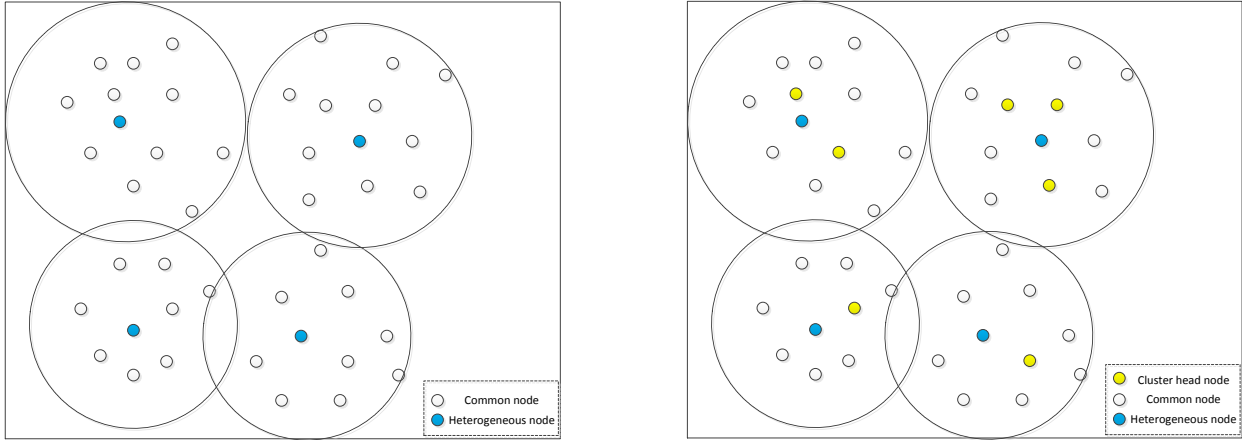 Common node
Heterogeneous node
Cluster head node
Common node
Heterogeneous node